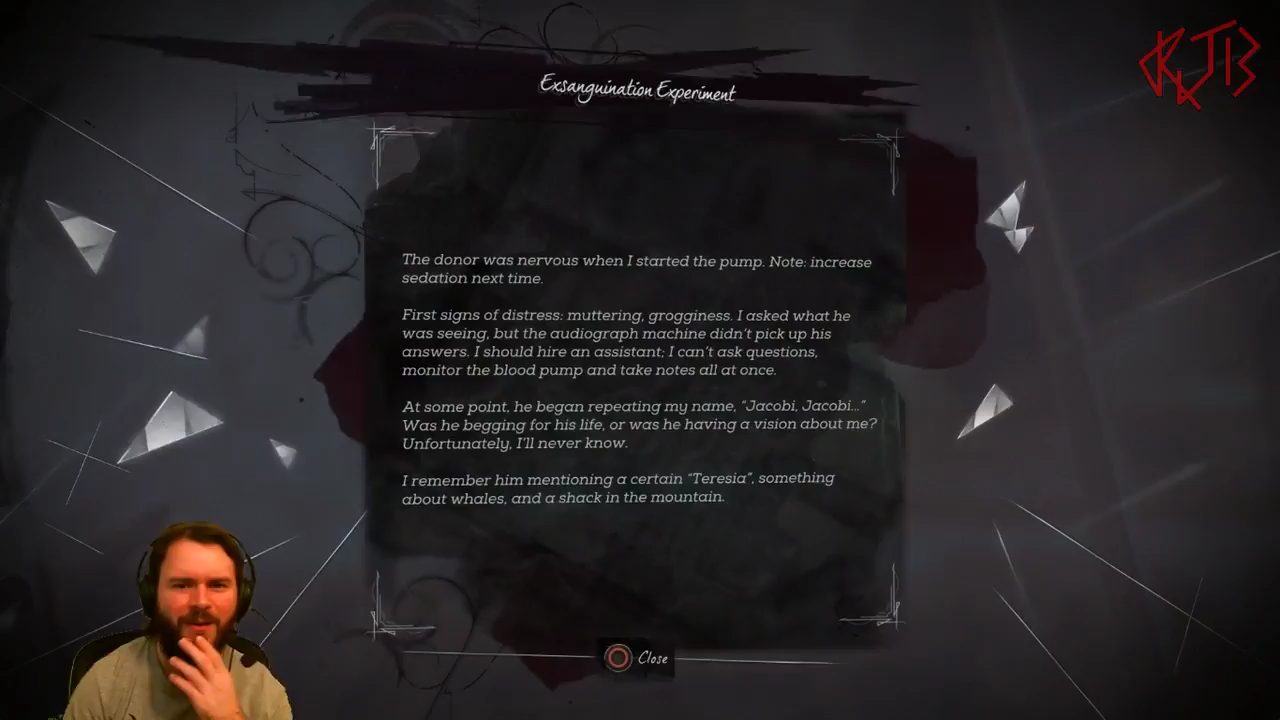 KJB
Exsanguination Experiment
The donor was nervous when I started the pump. Note: increase
sedation next time.
First signs of distress: muttering, grogginess. I asked what he
was seeing, but the audiograph machine didn't pick up his
answers. I should hire an assistant; I can't ask questions,
monitor the blood pump and take notes all at once.
At some point, he began repeating my name, "Jacobi, Jacobi..."
Was he begging for his life, or was he having a vision about me?
Unfortunately, I'll never know.
I remember him mentioning a certain "Teresia", something
about whales, and a shack in the mountain.
Close